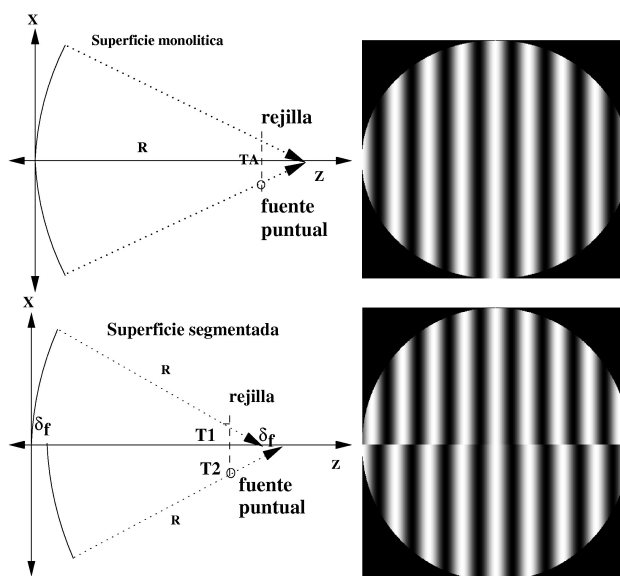 X
Superficie monolitica
rejilla
R
TA
Z
fuente
puntual
X
Superficie segmentada
R
rejilla
δf
T1
δf
Z
T2
fuente
puntual
R